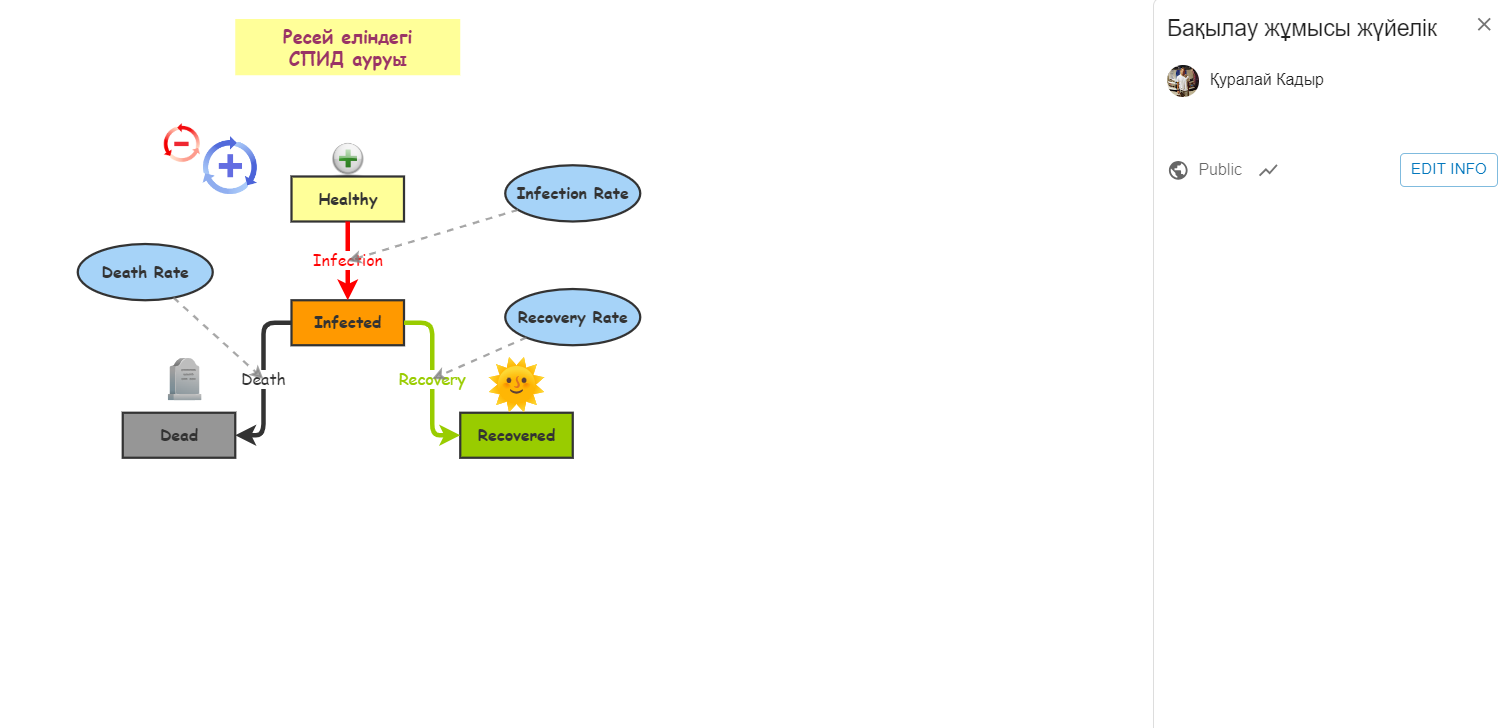 Ресей еліндегі
СПИД ауруы
Healthy
Infection Rate
Infection
Death Rate
Infected
Recovery Rate
Death
Recovery
Dead
Recovered
Бақылау жұмысы жүйелік
Қуралай Кадыр
Public
EDIT INFO